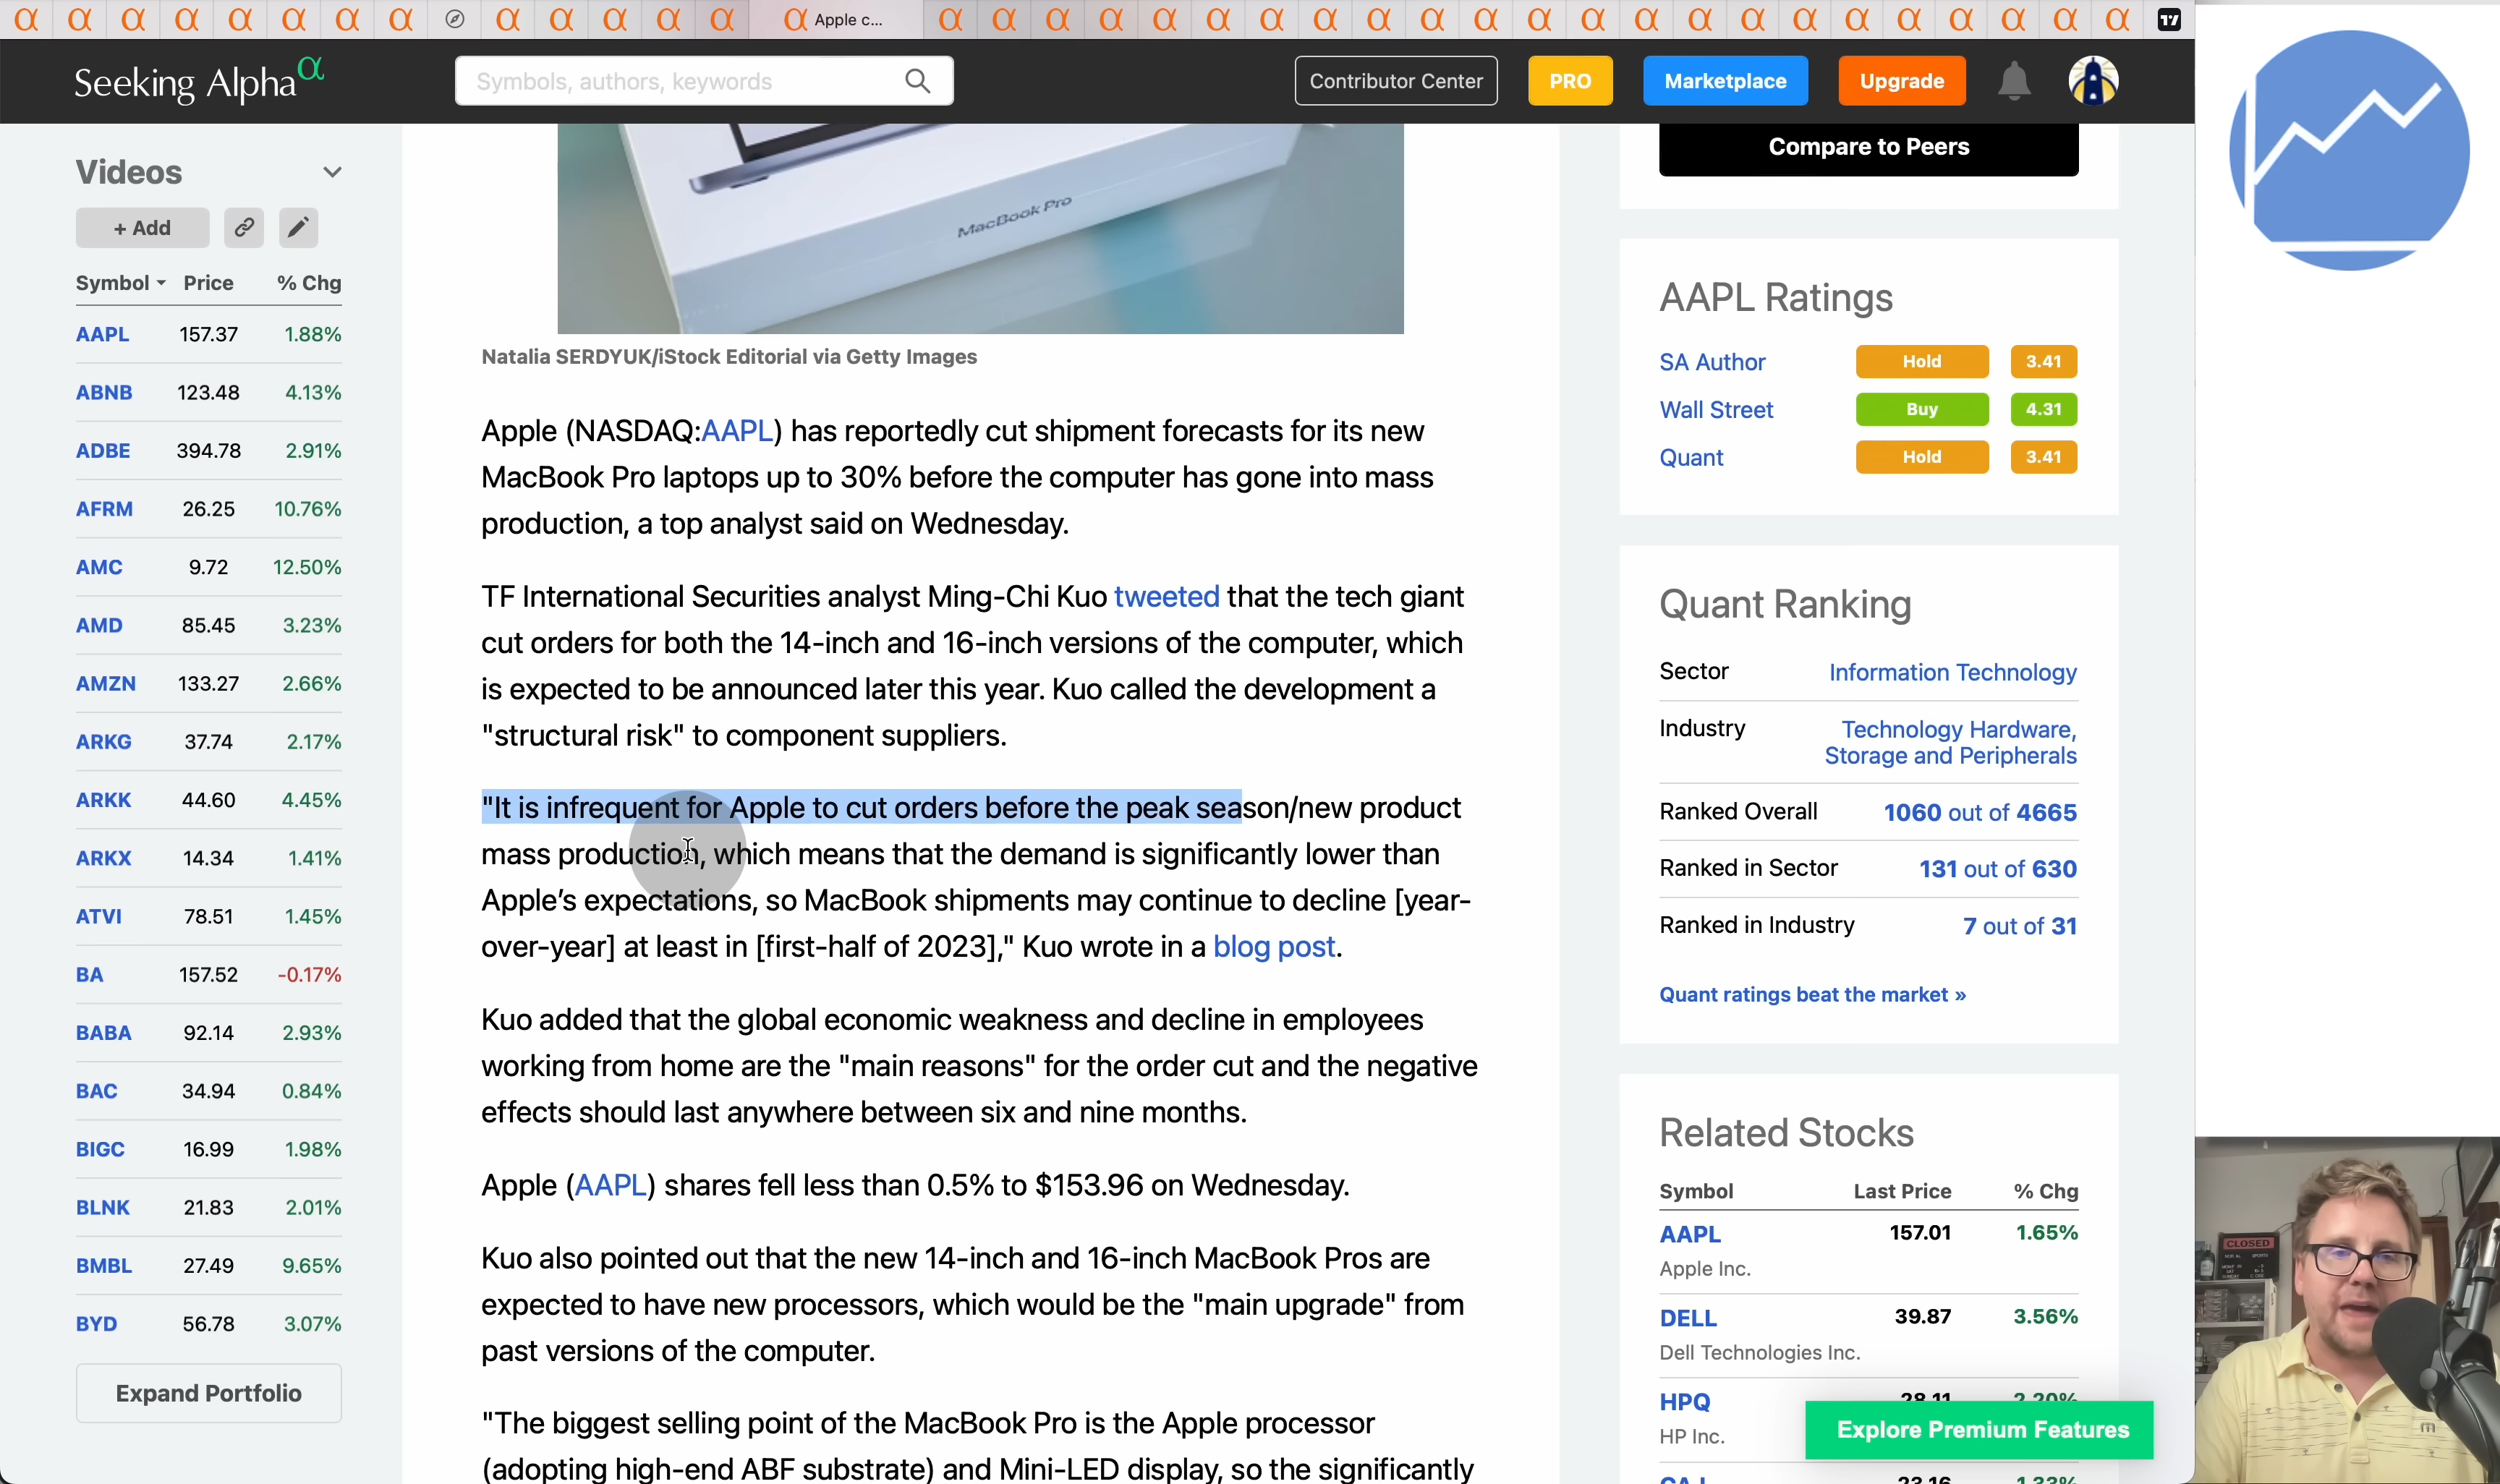 Apple c...
Seeking Alpha α
Symbols, authors, keywords
Contributor Center
PRO
Marketplace
Upgrade
Videos
+ Add
Symbol Price % Chg
AAPL 157.37 1.88%
ABNB 123.48 4.13%
ADBE 394.78 2.91%
AFRM 26.25 10.76%
AMC 9.72 12.50%
AMD 85.45 3.23%
AMZN 133.27 2.66%
ARKG 37.74 2.17%
ARKK 44.60 4.45%
ARKX 14.34 1.41%
ATVI 78.51 1.45%
BA 157.52 -0.17%
BABA 92.14 2.93%
BAC 34.94 0.84%
BIGC 16.99 1.98%
BLNK 21.83 2.01%
BMBL 27.49 9.65%
BYD 56.78 3.07%
Expand Portfolio
MacBook Pro
Natalia SERDYUK/iStock Editorial via Getty Images
Apple (NASDAQ:AAPL) has reportedly cut shipment forecasts for its new
MacBook Pro laptops up to 30% before the computer has gone into mass
production, a top analyst said on Wednesday.
TF International Securities analyst Ming-Chi Kuo tweeted that the tech giant
cut orders for both the 14-inch and 16-inch versions of the computer, which
is expected to be announced later this year. Kuo called the development a
"structural risk" to component suppliers.
"It is infrequent for Apple to cut orders before the peak season/new product
mass production, which means that the demand is significantly lower than
Apple’s expectations, so MacBook shipments may continue to decline [year-
over-year] at least in [first-half of 2023]," Kuo wrote in a blog post.
Kuo added that the global economic weakness and decline in employees
working from home are the "main reasons" for the order cut and the negative
effects should last anywhere between six and nine months.
Apple (AAPL) shares fell less than 0.5% to $153.96 on Wednesday.
Kuo also pointed out that the new 14-inch and 16-inch MacBook Pros are
expected to have new processors, which would be the "main upgrade" from
past versions of the computer.
"The biggest selling point of the MacBook Pro is the Apple processor
(adopting high-end ABF substrate) and Mini-LED display, so the significantly
Compare to Peers
AAPL Ratings
SA Author Hold 3.41
Wall Street Buy 4.31
Quant Hold 3.41
Quant Ranking
Sector Information Technology
Industry Technology Hardware,
Storage and Peripherals
Ranked Overall 1060 out of 4665
Ranked in Sector 131 out of 630
Ranked in Industry 7 out of 31
Quant ratings beat the market »
Related Stocks
Symbol Last Price % Chg
AAPL 157.01 1.65%
Apple Inc.
DELL 39.87 3.56%
Dell Technologies Inc.
HPQ 28.11 2.20%
HP Inc.
Explore Premium Features
CLOSED